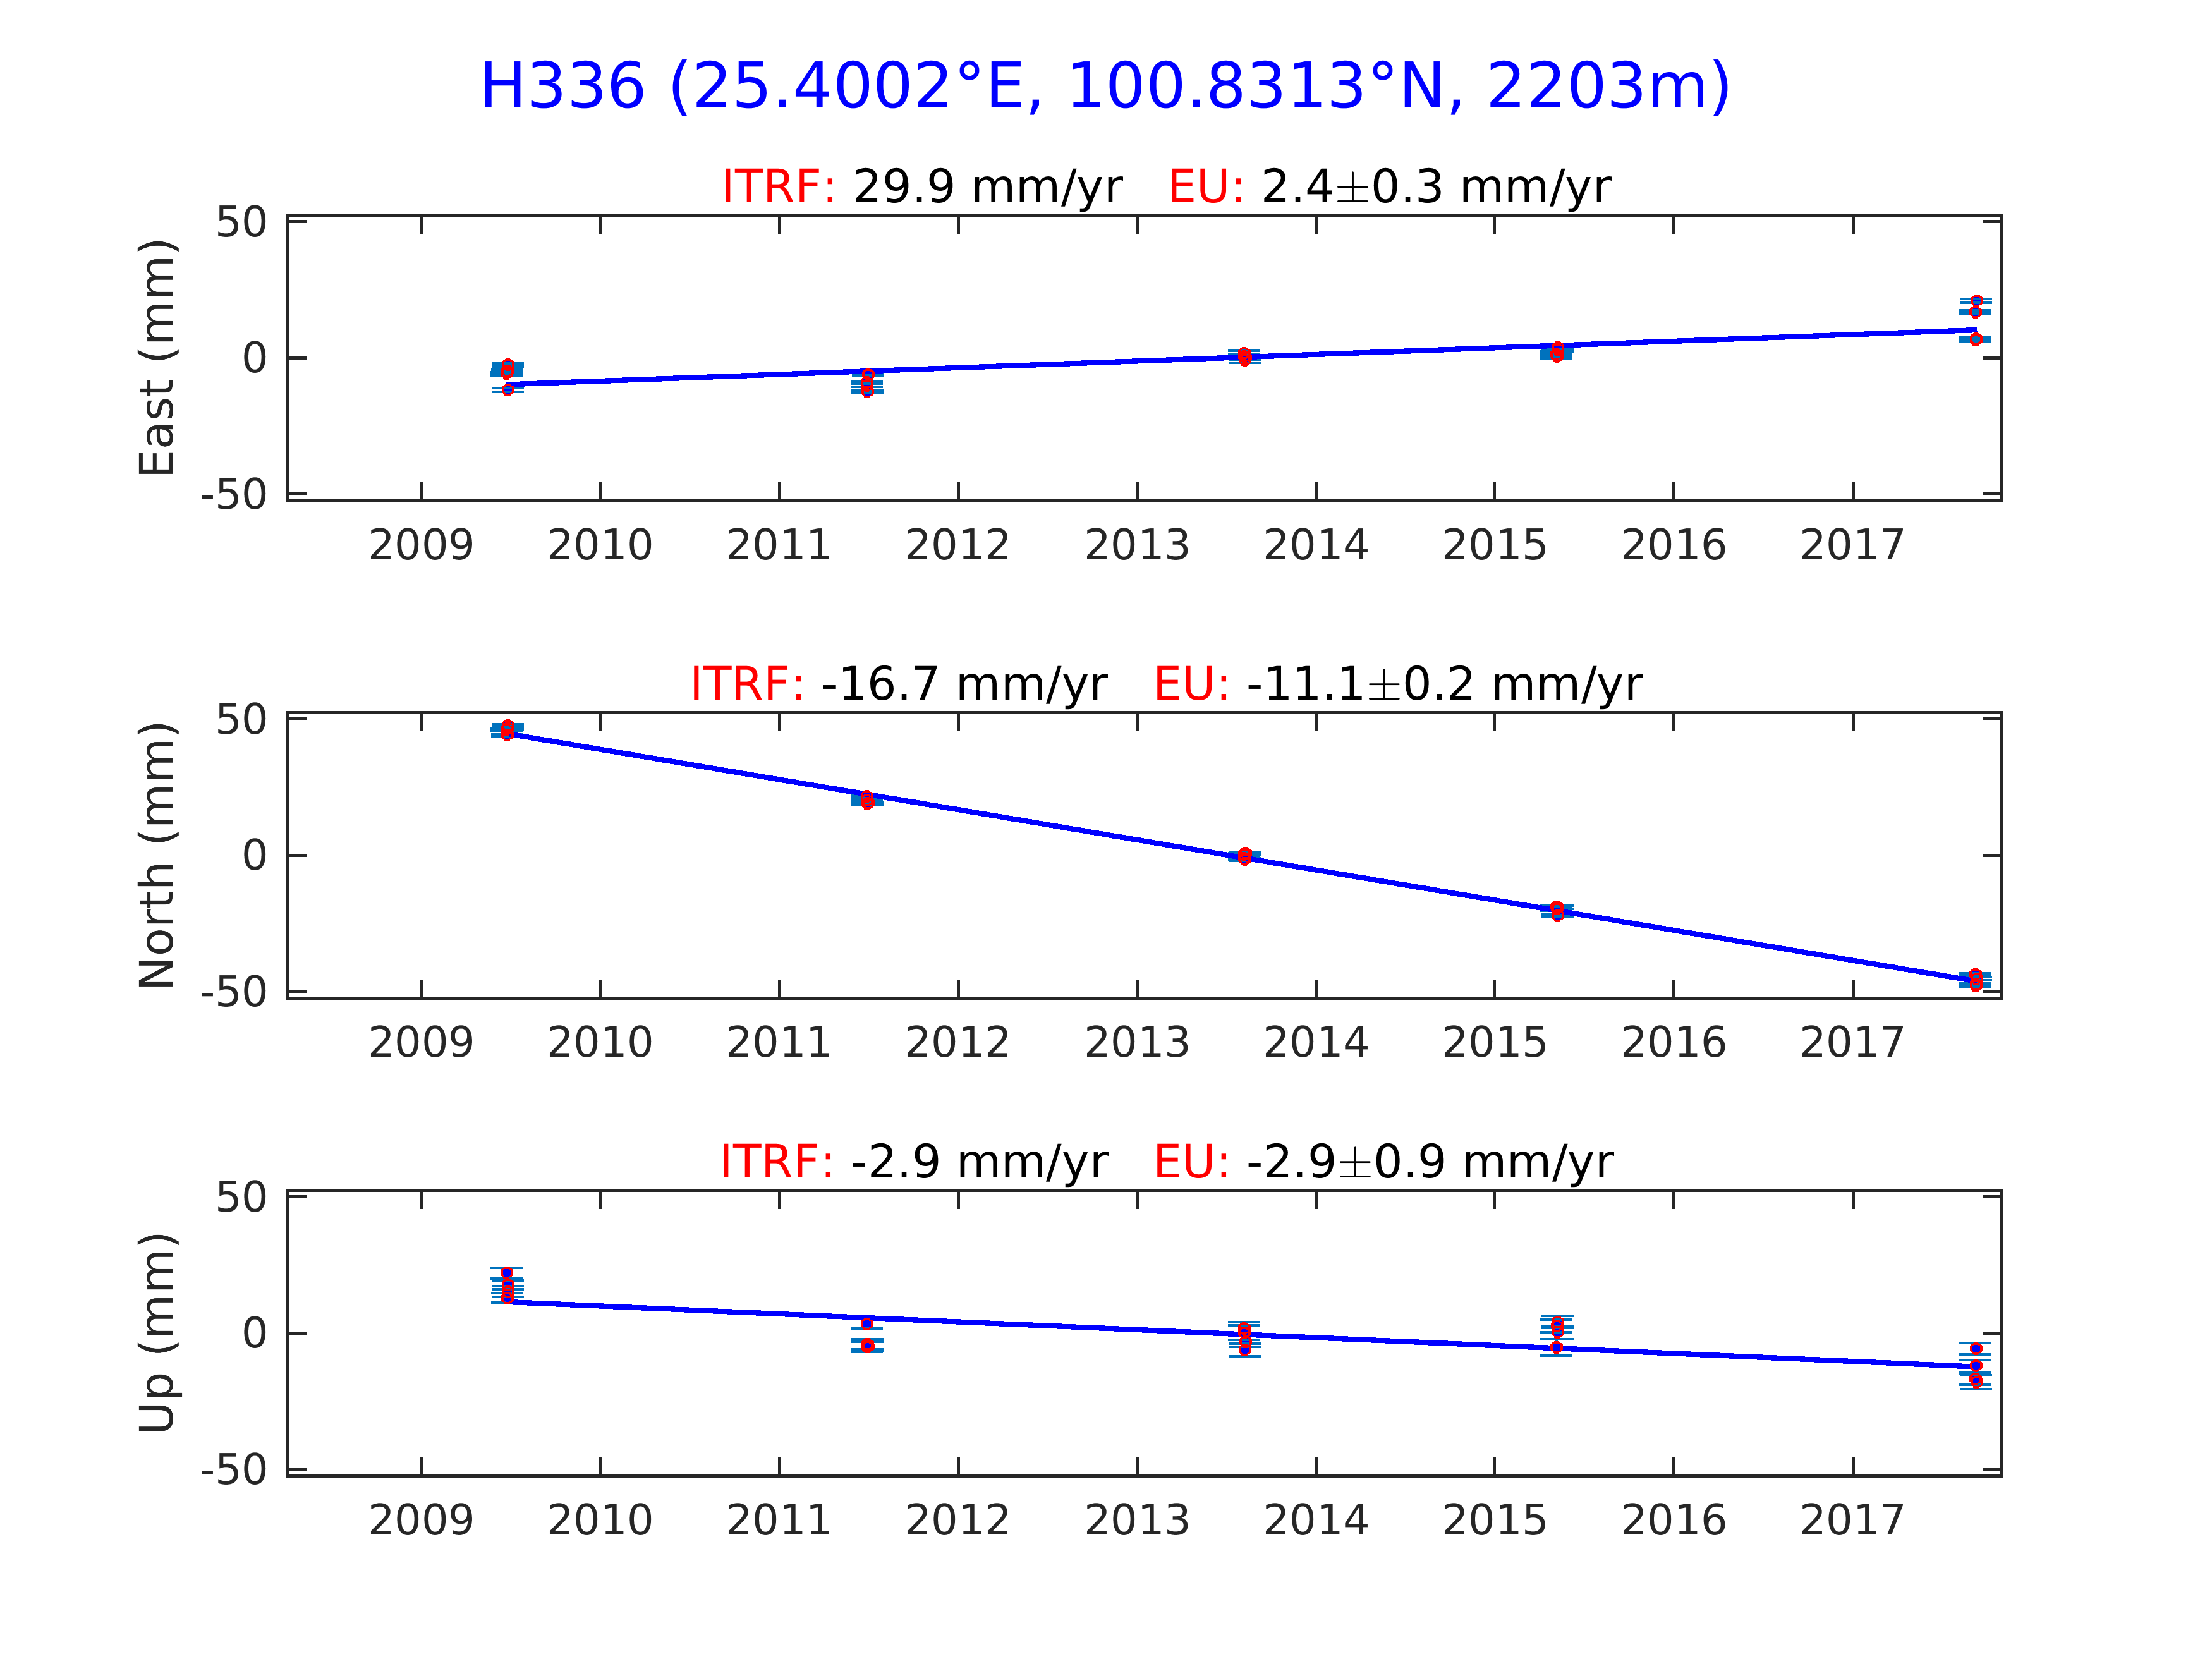 H336 (25.4002°E, 100.8313°N, 2203m)
ITRF: 29.9 mm/yr EU: 2.4±0.3 mm/yr
East (mm)
50
0
-50
2009 2010 2011 2012 2013 2014 2015 2016 2017
ITRF: -16.7 mm/yr EU: -11.1±0.2 mm/yr
North (mm)
50
0
-50
2009 2010 2011 2012 2013 2014 2015 2016 2017
ITRF: -2.9 mm/yr EU: -2.9±0.9 mm/yr
Up (mm)
50
0
-50
2009 2010 2011 2012 2013 2014 2015 2016 2017